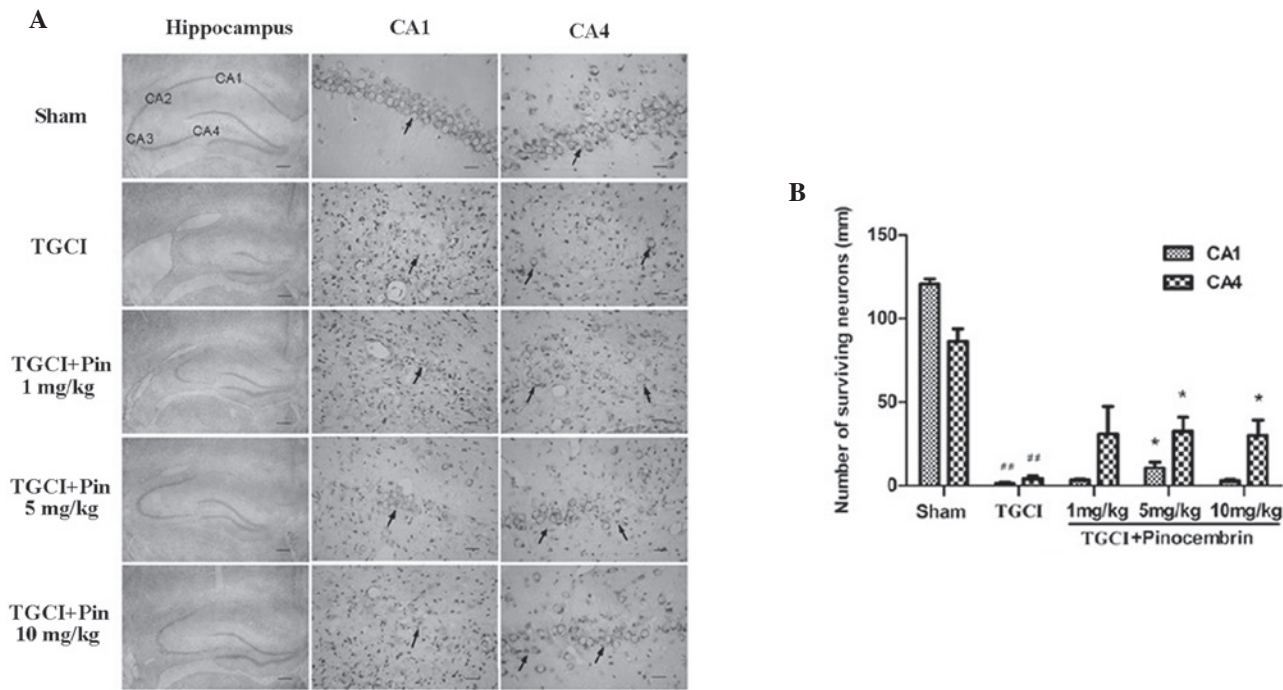 A
Hippocampus CA1 CA4
Sham
CA1
CA2
CA3
CA4
TGCI
TGCI+Pin
1 mg/kg
TGCI+Pin
5 mg/kg
TGCI+Pin
10 mg/kg
B
Number of surviving neurons (mm)
150
100
50
0
CA1
CA4
## ##
* * *
Sham TGCI 1mg/kg 5mg/kg 10mg/kg
TGCI+Pinocembrin